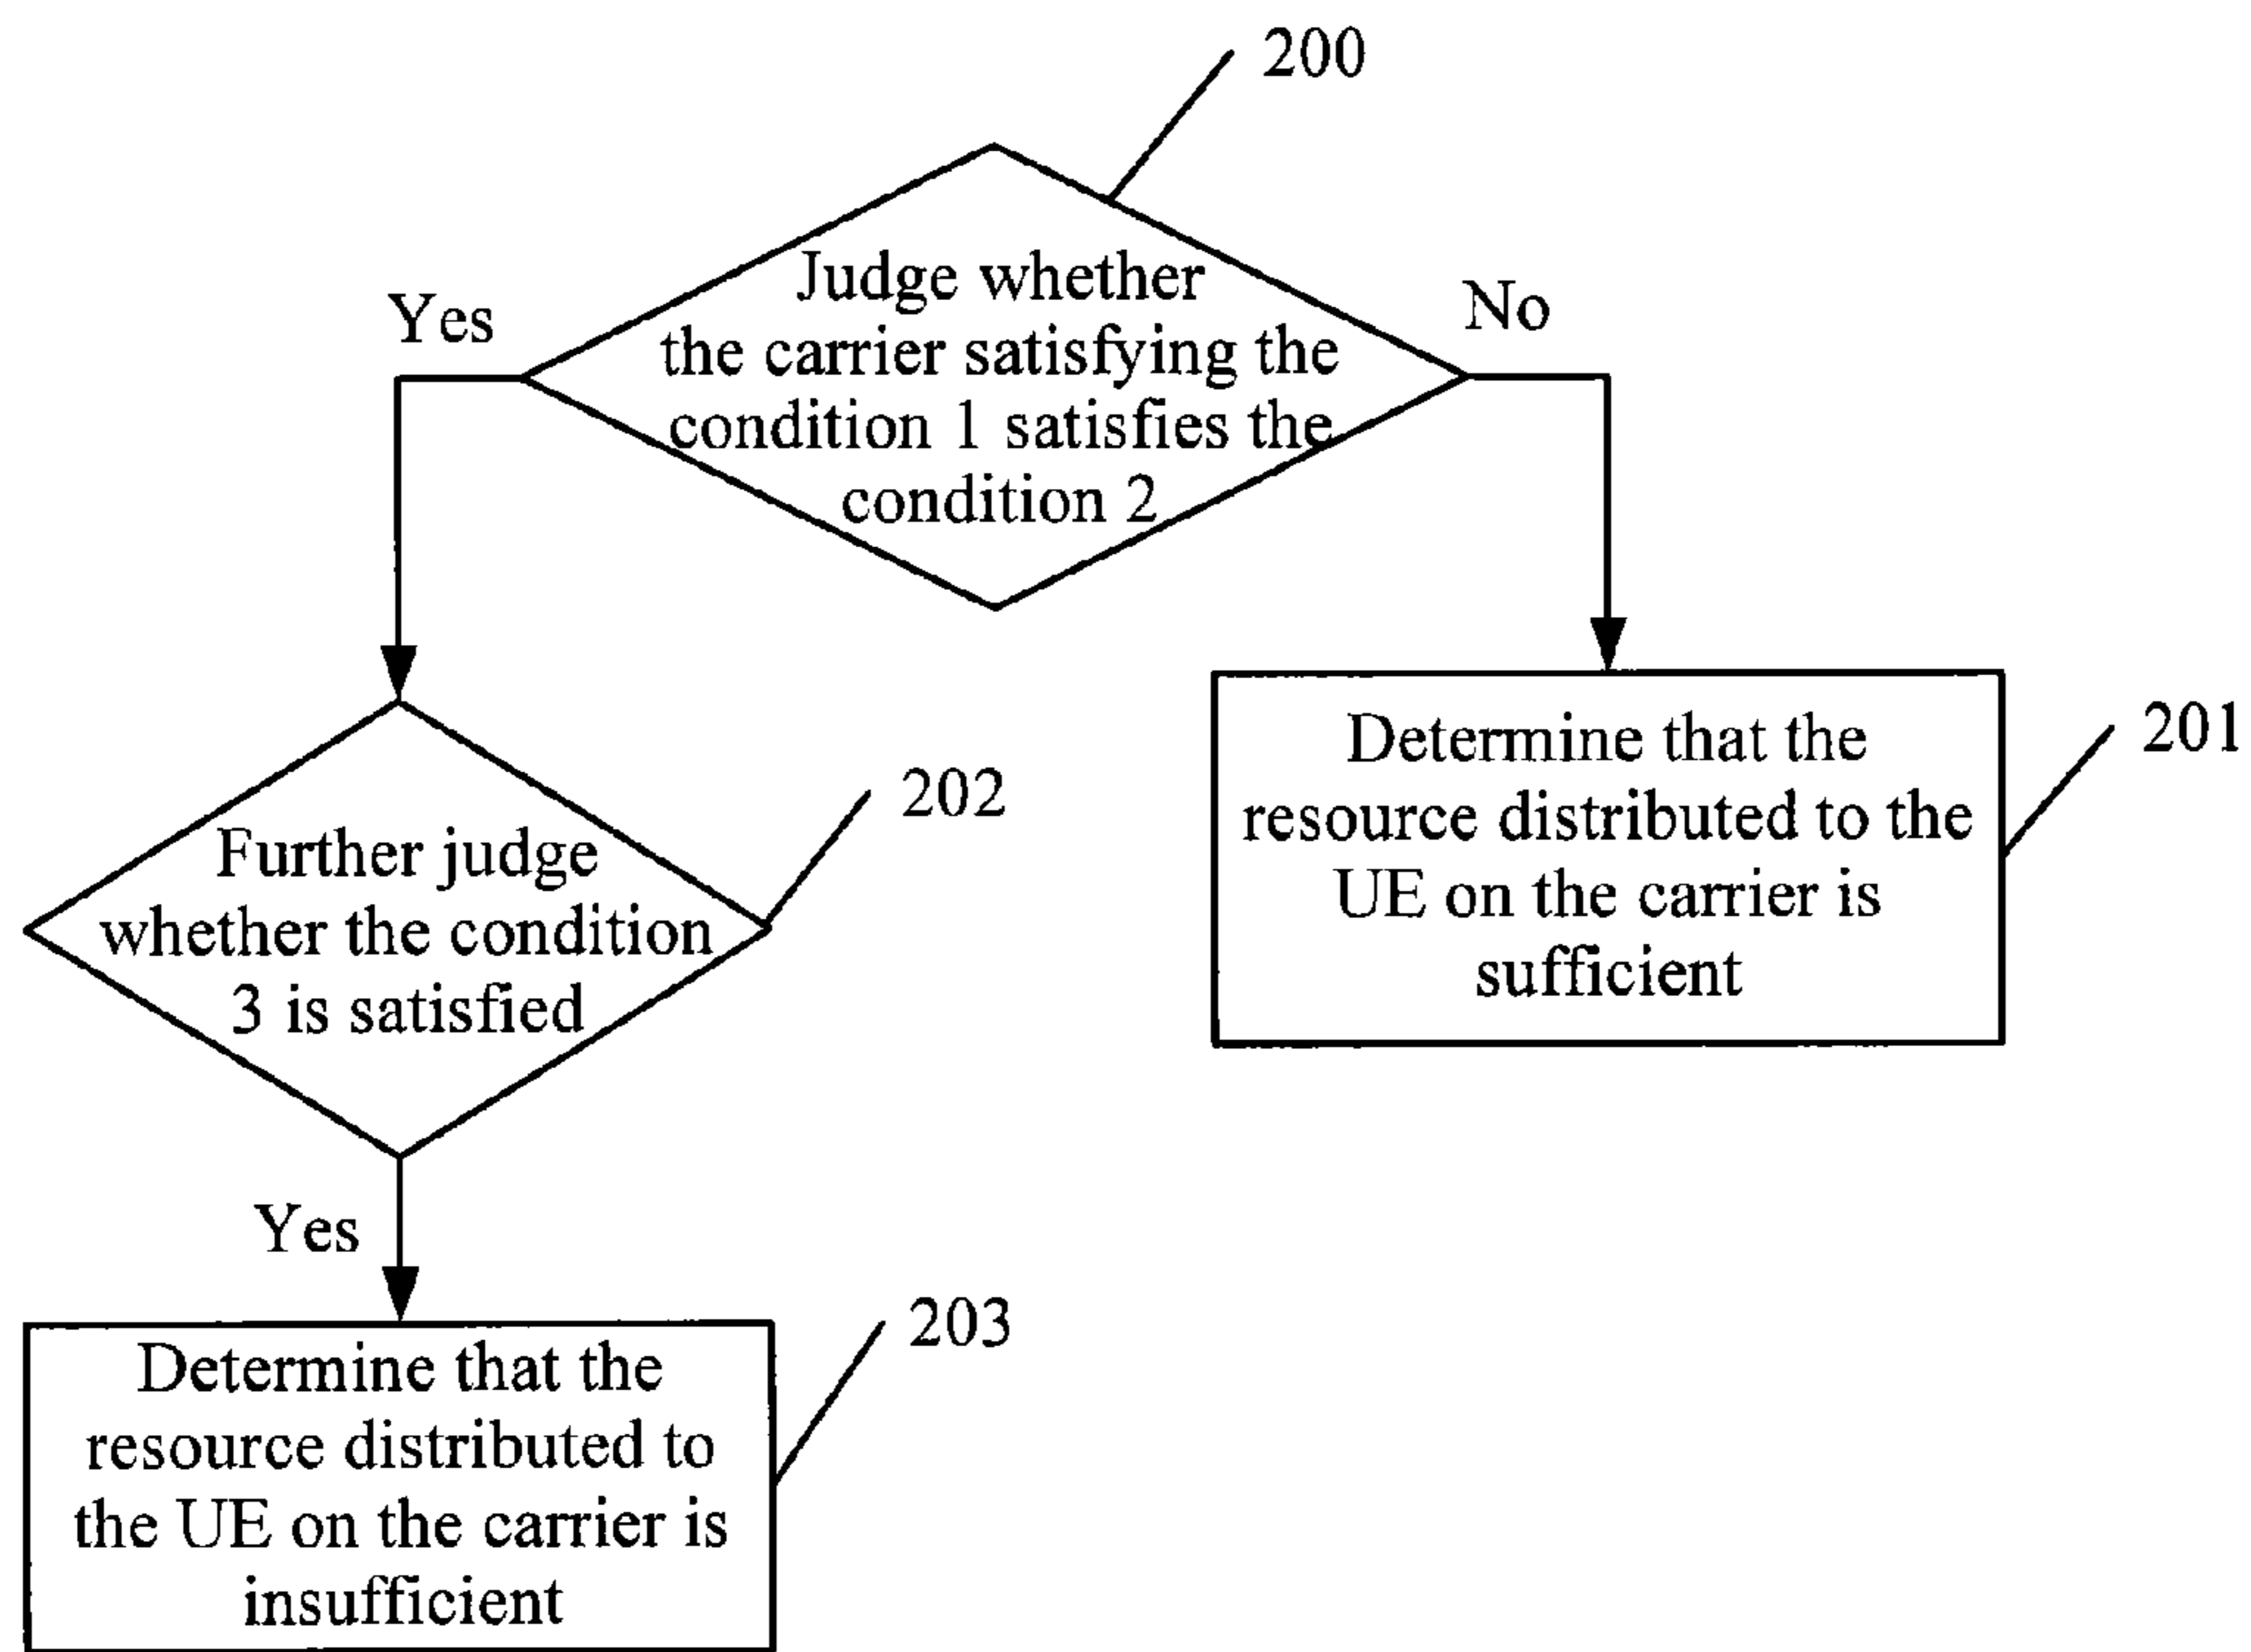 200
Judge whether
the carrier satisfying the
condition 1 satisfies the
condition 2
Yes
No
Determine that the
resource distributed to the
UE on the carrier is
sufficient
201
Further judge
whether the condition
3 is satisfied
202
Yes
Determine that the
resource distributed to
the UE on the carrier is
insufficient
203